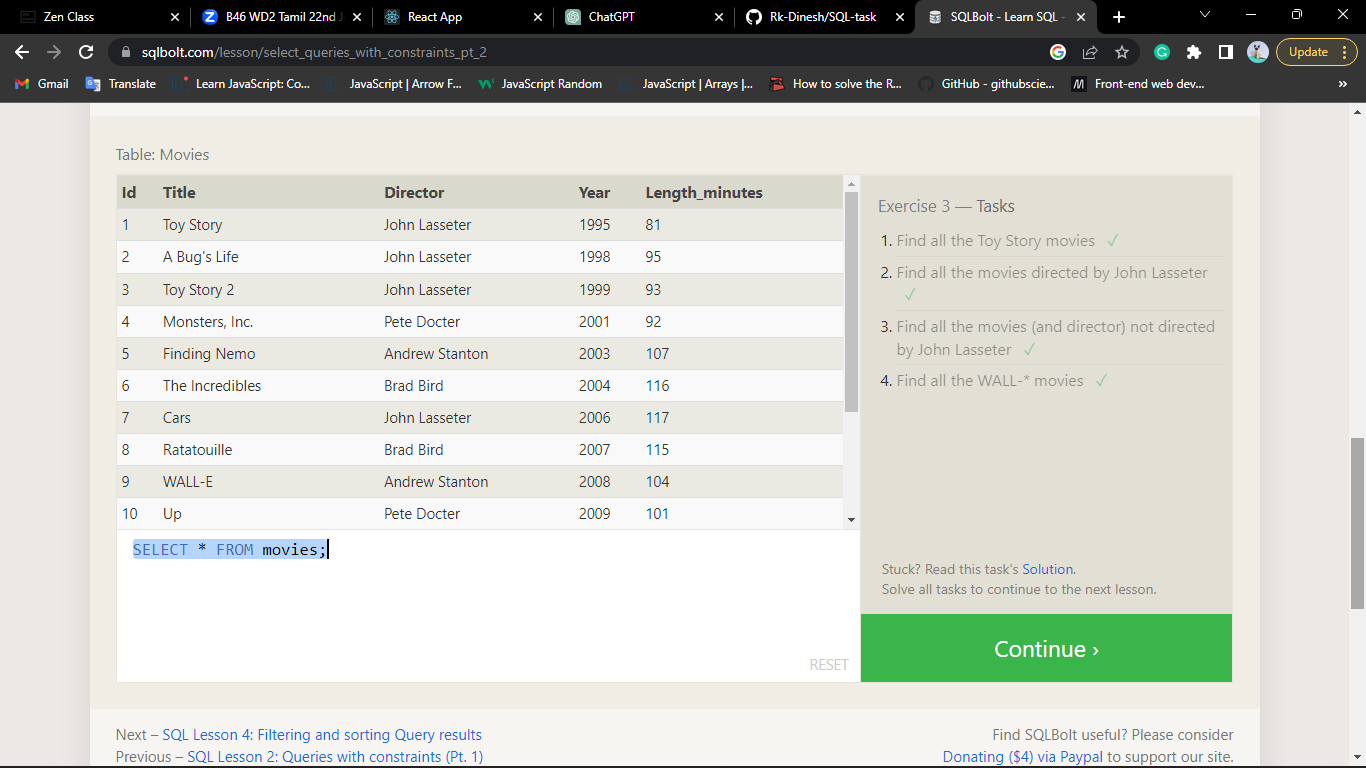 Zen Class
B46 WD2 Tamil 22nd J
React App
ChatGPT
Rk-Dinesh/SQL-task
SQLBolt - Learn SQL -
sqlbolt.com/lesson/select_queries_with_constraints_pt_2
Update
Gmail
Translate
Learn JavaScript: Co...
JavaScript | Arrow F...
JavaScript Random
JavaScript | Arrays |...
How to solve the R...
GitHub - githubscie...
Front-end web dev...
»
Table: Movies
Id Title Director Year Length_minutes
1 Toy Story John Lasseter 1995 81
2 A Bug's Life John Lasseter 1998 95
3 Toy Story 2 John Lasseter 1999 93
4 Monsters, Inc. Pete Docter 2001 92
5 Finding Nemo Andrew Stanton 2003 107
6 The Incredibles Brad Bird 2004 116
7 Cars John Lasseter 2006 117
8 Ratatouille Brad Bird 2007 115
9 WALL-E Andrew Stanton 2008 104
10 Up Pete Docter 2009 101
SELECT * FROM movies;
RESET
Exercise 3 — Tasks
1. Find all the Toy Story movies ✓
2. Find all the movies directed by John Lasseter
✓
3. Find all the movies (and director) not directed
by John Lasseter ✓
4. Find all the WALL-* movies ✓
Stuck? Read this task's Solution.
Solve all tasks to continue to the next lesson.
Continue ›
Next – SQL Lesson 4: Filtering and sorting Query results
Previous – SQL Lesson 2: Queries with constraints (Pt. 1)
Find SQLBolt useful? Please consider
Donating ($4) via Paypal to support our site.